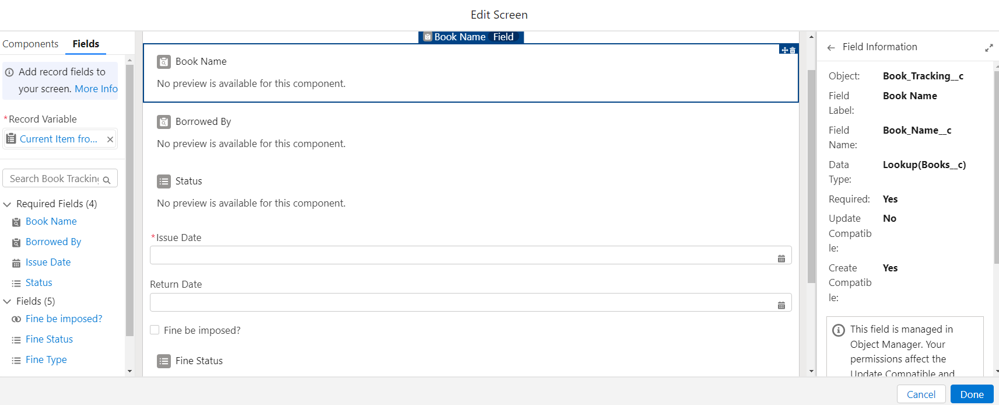 Edit Screen
Components Fields
Add record fields to
your screen. More Info
*Record Variable
Current Item fro...
Search Book Trackin
Required Fields (4)
Book Name
Borrowed By
Issue Date
Status
Fields (5)
Fine be imposed?
Fine Status
Fine Type
Book Name Field
Book Name
No preview is available for this component.
Borrowed By
No preview is available for this component.
Status
No preview is available for this component.
*Issue Date
Return Date
Fine be imposed?
Fine Status
Field Information
Object: Book_Tracking__c
Field Book Name
Label:
Field Book_Name__c
Name:
Data Lookup(Books__c)
Type:
Required: Yes
Update No
Compatib
le:
Create Yes
Compatib
le:
This field is managed in
Object Manager. Your
permissions affect the
Update Compatible and
Cancel Done